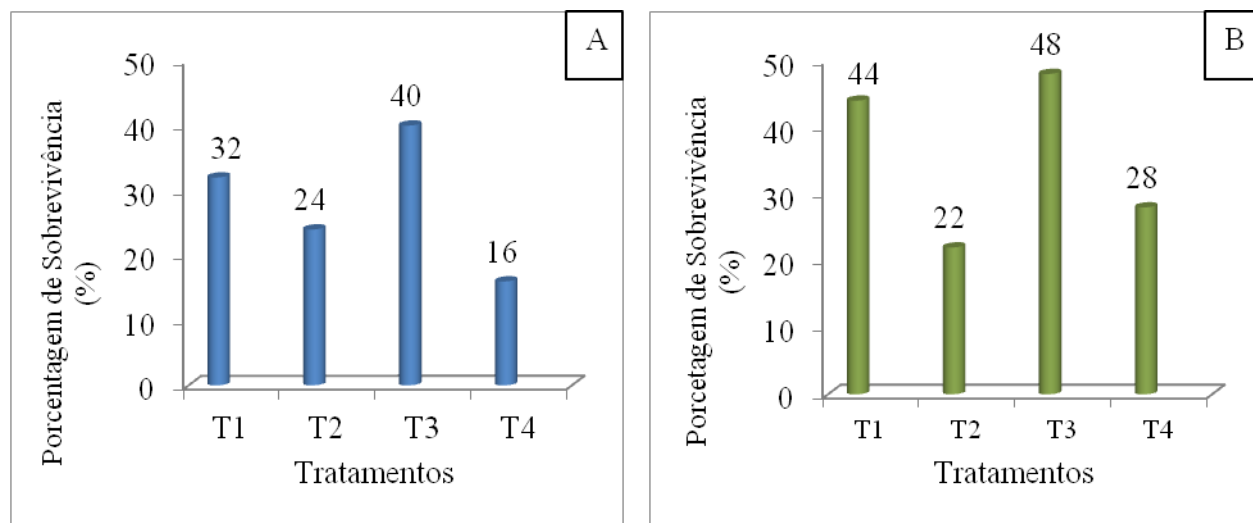 A
Porcentagem de Sobrevivência
(%)
50
40
30
20
10
0
32
24
40
16
T1 T2 T3 T4
Tratamentos
B
Porcetagem de Sobrevivência
(%)
50
40
30
20
10
0
44
22
48
28
T1 T2 T3 T4
Tratamentos